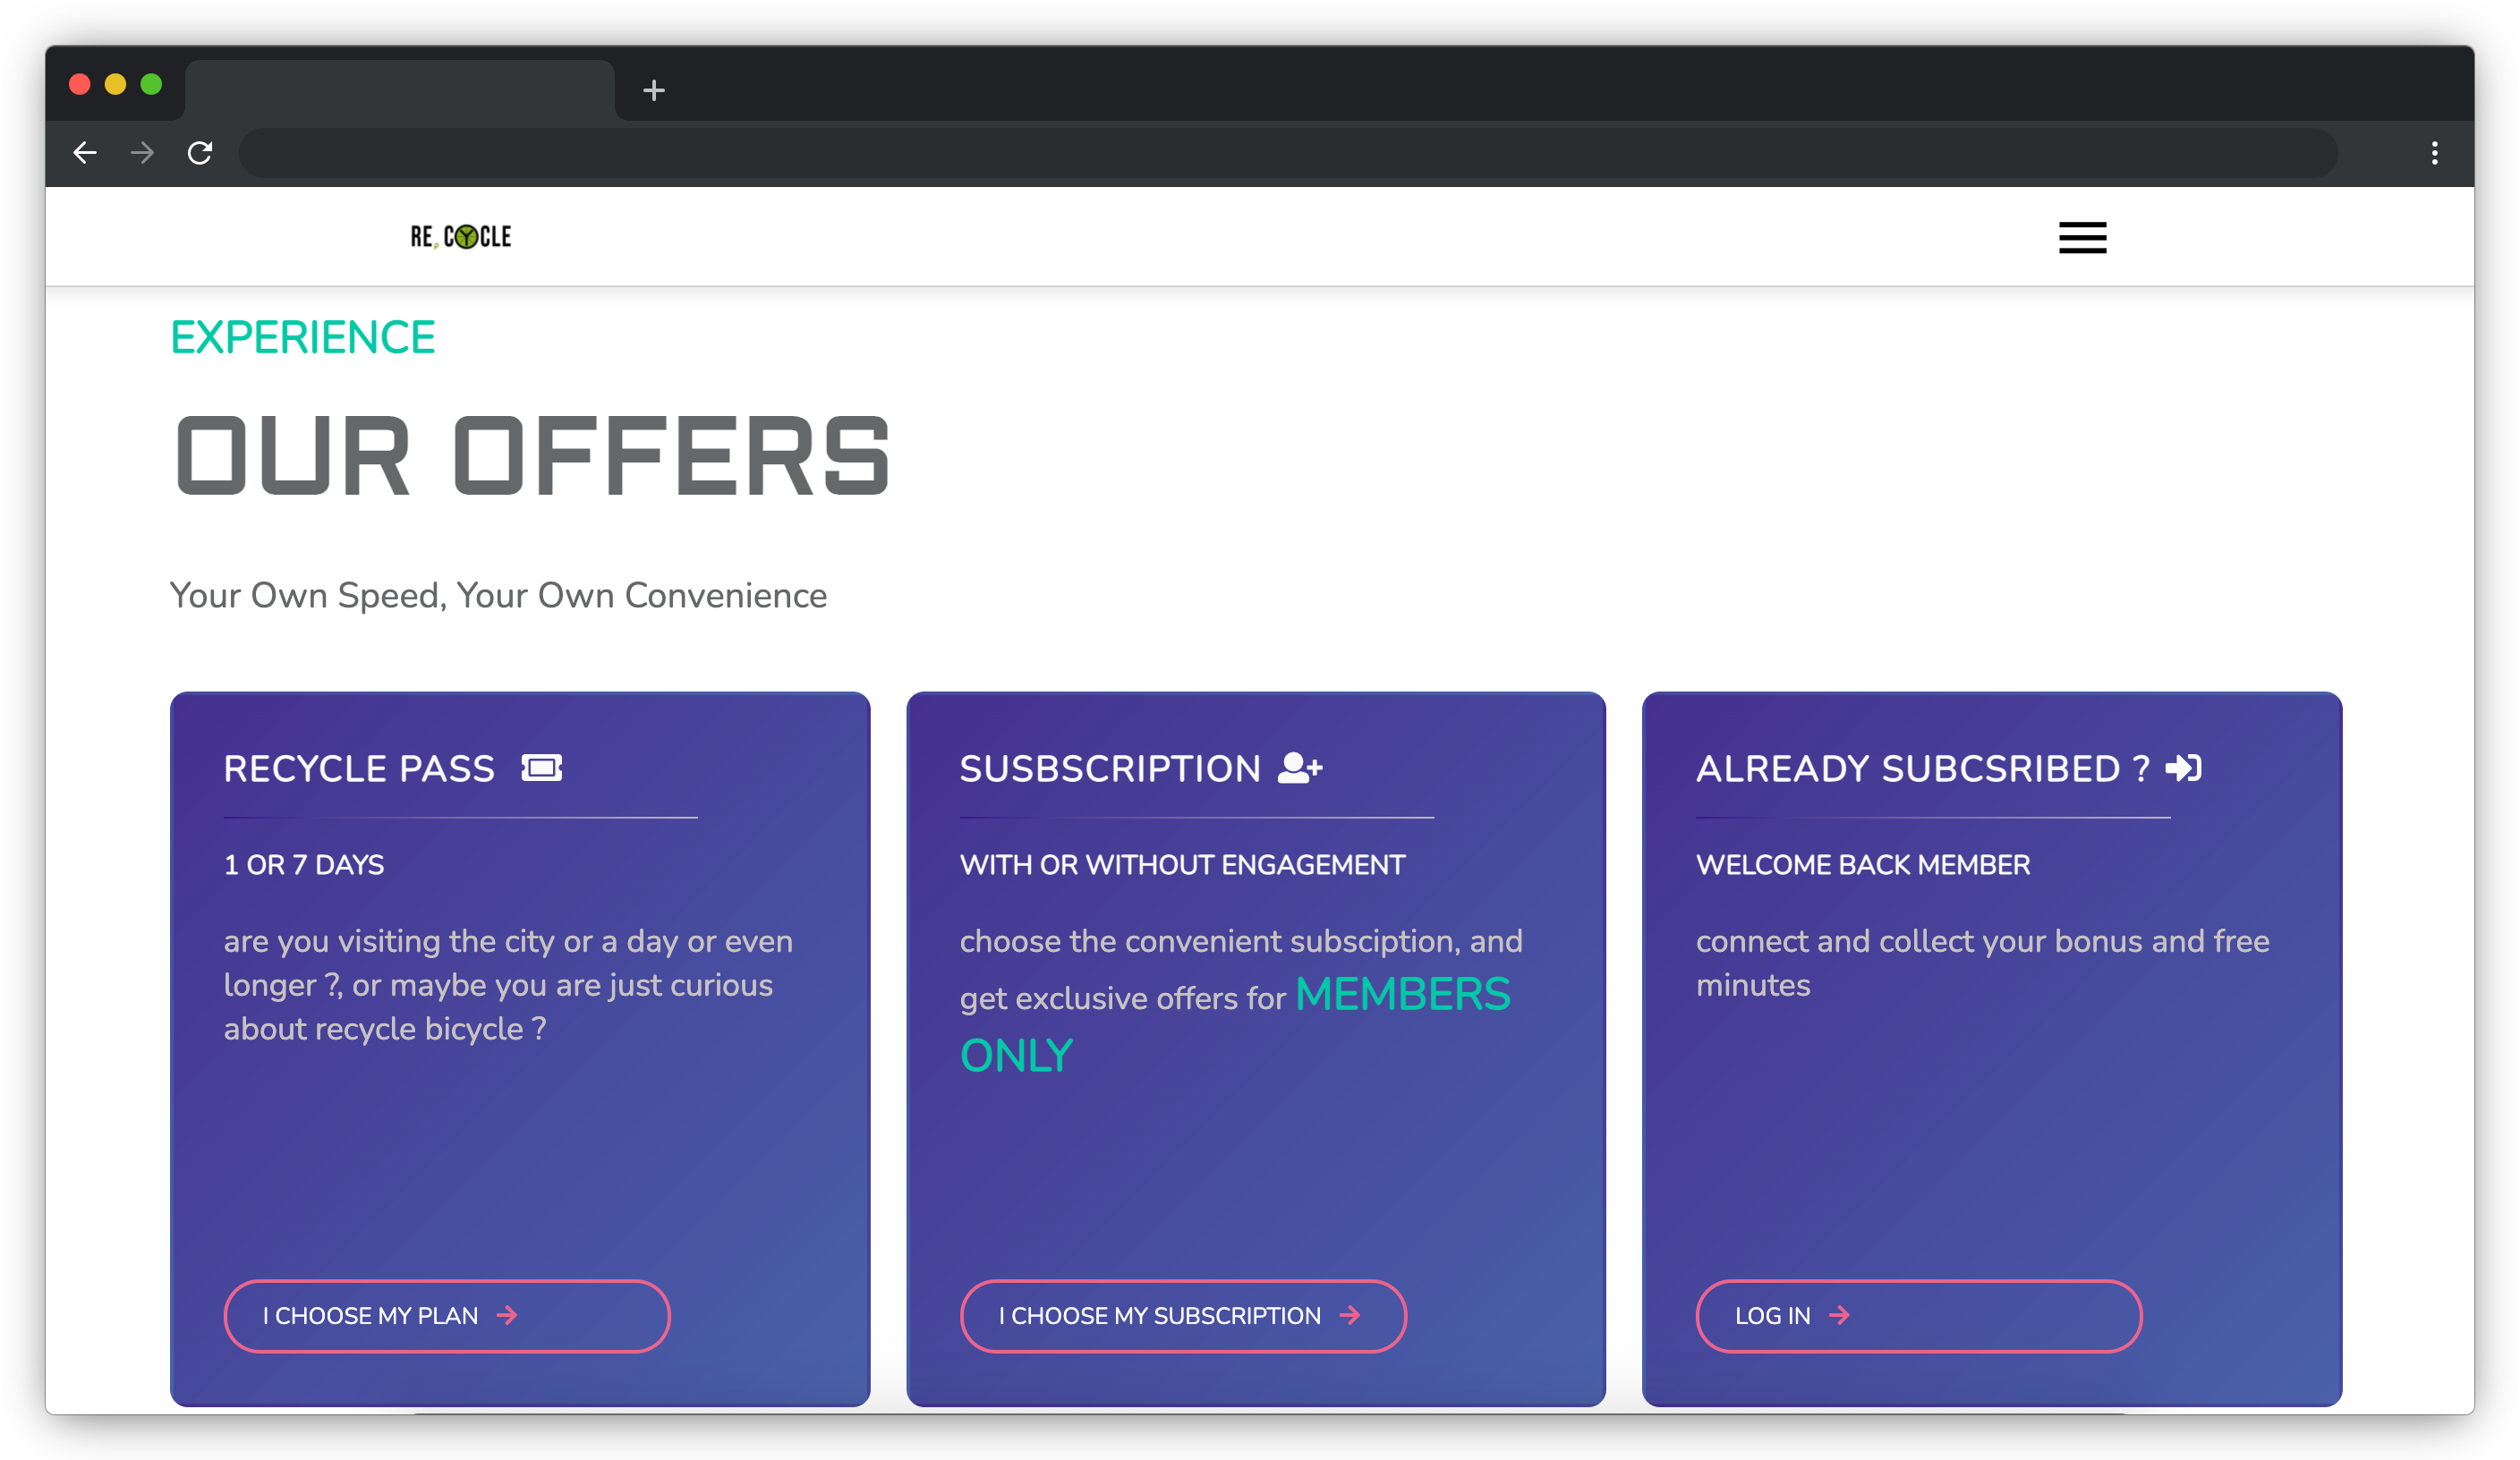 RE, CYCLE
EXPERIENCE
OUR OFFERS
Your Own Speed, Your Own Convenience
RECYCLE PASS
1 OR 7 DAYS
are you visiting the city or a day or even
longer ?, or maybe you are just curious
about recycle bicycle ?
I CHOOSE MY PLAN
SUSBSCRIPTION
WITH OR WITHOUT ENGAGEMENT
choose the convenient subsciption, and
get exclusive offers for MEMBERS
ONLY
I CHOOSE MY SUBSCRIPTION
ALREADY SUBCSRIBED ?
WELCOME BACK MEMBER
connect and collect your bonus and free
minutes
LOG IN